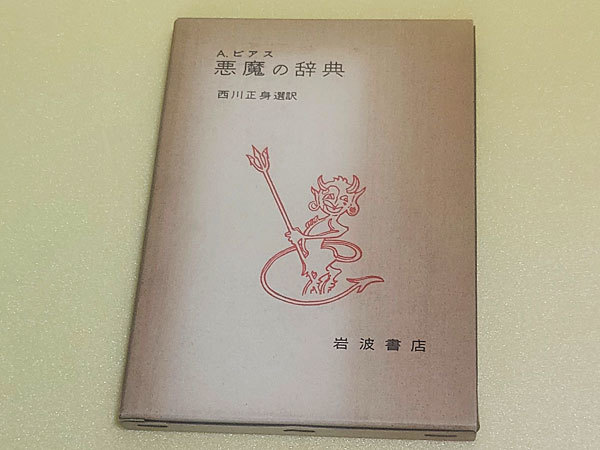 A.ビアス
悪魔の辞典
西川正身選訳
岩波書店